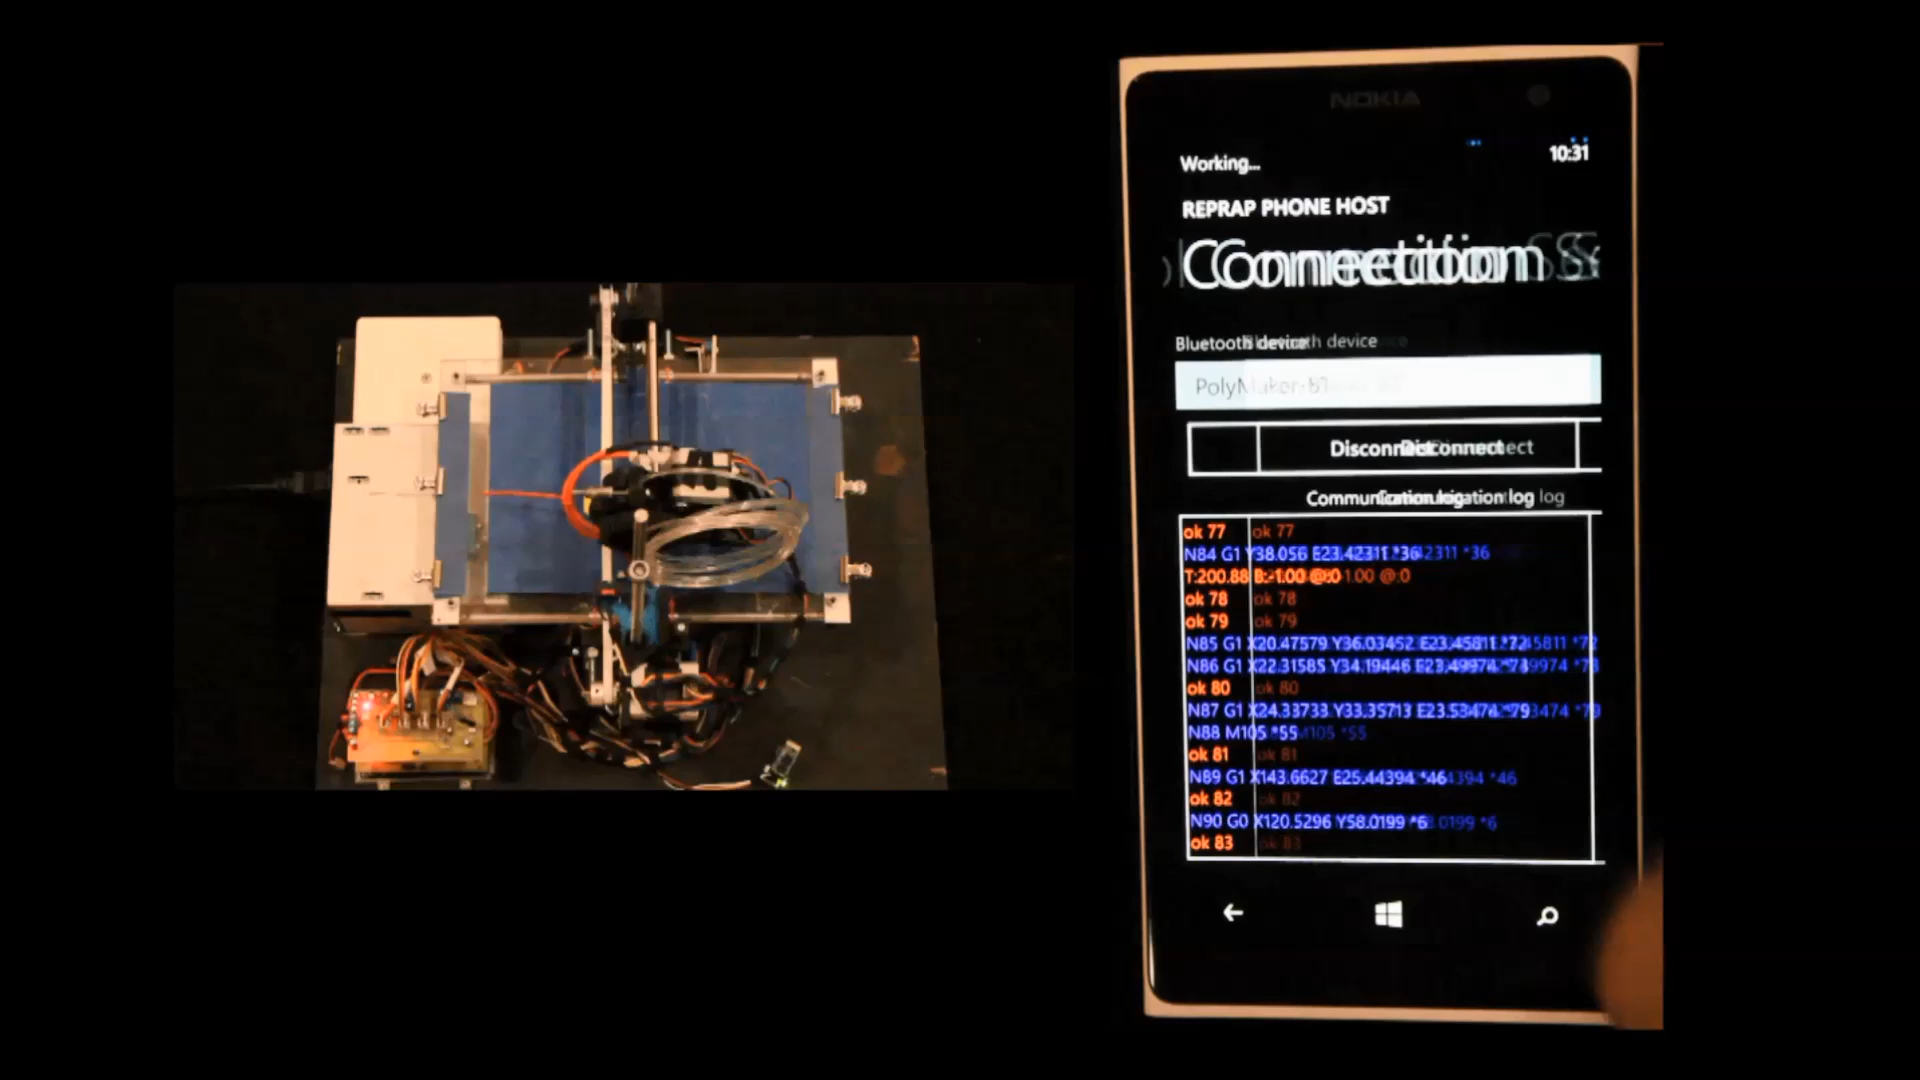 NOKIA
Working...
10:31
REPRAP PHONE HOST
Connection
Bluetooth device
Disconnect
Communication log
ok 77
N84 G1 Y38.056 E23.42311 *36
T:200.88 B:-1.00 @:0
ok 78
ok 79
N85 G1 X20.47579 Y36.03452 E23.45811 *72
N86 G1 X22.31585 Y34.19446 E23.49974 *73
ok 80
N87 G1 X24.33733 Y33.35713 E23.53474 *79
N88 M105 *55
ok 81
N89 G1 X143.6627 E25.44394 *46
ok 82
N90 G0 X120.5296 Y58.0199 *6
ok 83